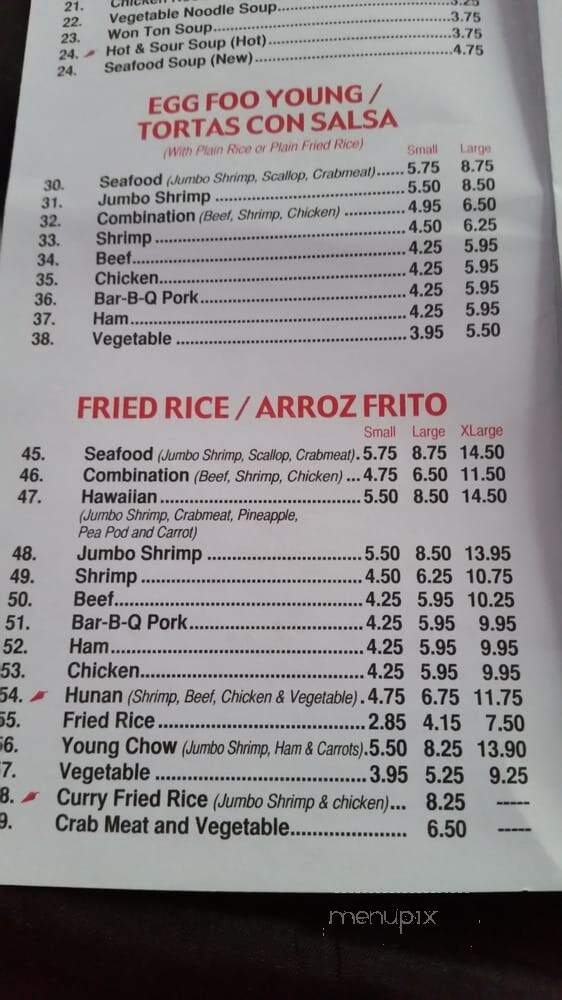 21. Chicken
22. Vegetable Noodle Soup.....3.25
23. Won Ton Soup.....3.75
24. Hot & Sour Soup (Hot).....3.75
24. Seafood Soup (New).....4.75
EGG FOO YOUNG /
TORTAS CON SALSA
(With Plain Rice or Plain Fried Rice)
Small Large
30. Seafood (Jumbo Shrimp, Scallop, Crabmeat)......5.75 8.75
31. Jumbo Shrimp .....5.50 8.50
32. Combination (Beef, Shrimp, Chicken) .....4.95 6.50
33. Shrimp .....4.50 6.25
34. Beef.....4.25 5.95
35. Chicken.....4.25 5.95
36. Bar-B-Q Pork.....4.25 5.95
37. Ham.....4.25 5.95
38. Vegetable .....3.95 5.50
FRIED RICE / ARROZ FRITO
Small Large XLarge
45. Seafood (Jumbo Shrimp, Scallop, Crabmeat).5.75 8.75 14.50
46. Combination (Beef, Shrimp, Chicken) ...4.75 6.50 11.50
47. Hawaiian .....5.50 8.50 14.50
(Jumbo Shrimp, Crabmeat, Pineapple,
Pea Pod and Carrot)
48. Jumbo Shrimp .....5.50 8.50 13.95
49. Shrimp .....4.50 6.25 10.75
50. Beef.....4.25 5.95 10.25
51. Bar-B-Q Pork.....4.25 5.95 9.95
52. Ham.....4.25 5.95 9.95
53. Chicken.....4.25 5.95 9.95
54. Hunan (Shrimp, Beef, Chicken & Vegetable).4.75 6.75 11.75
55. Fried Rice .....2.85 4.15 7.50
56. Young Chow (Jumbo Shrimp, Ham & Carrots).5.50 8.25 13.90
7. Vegetable .....3.95 5.25 9.25
8. Curry Fried Rice (Jumbo Shrimp & chicken)... 8.25 -----
9. Crab Meat and Vegetable..... 6.50 -----
menupix